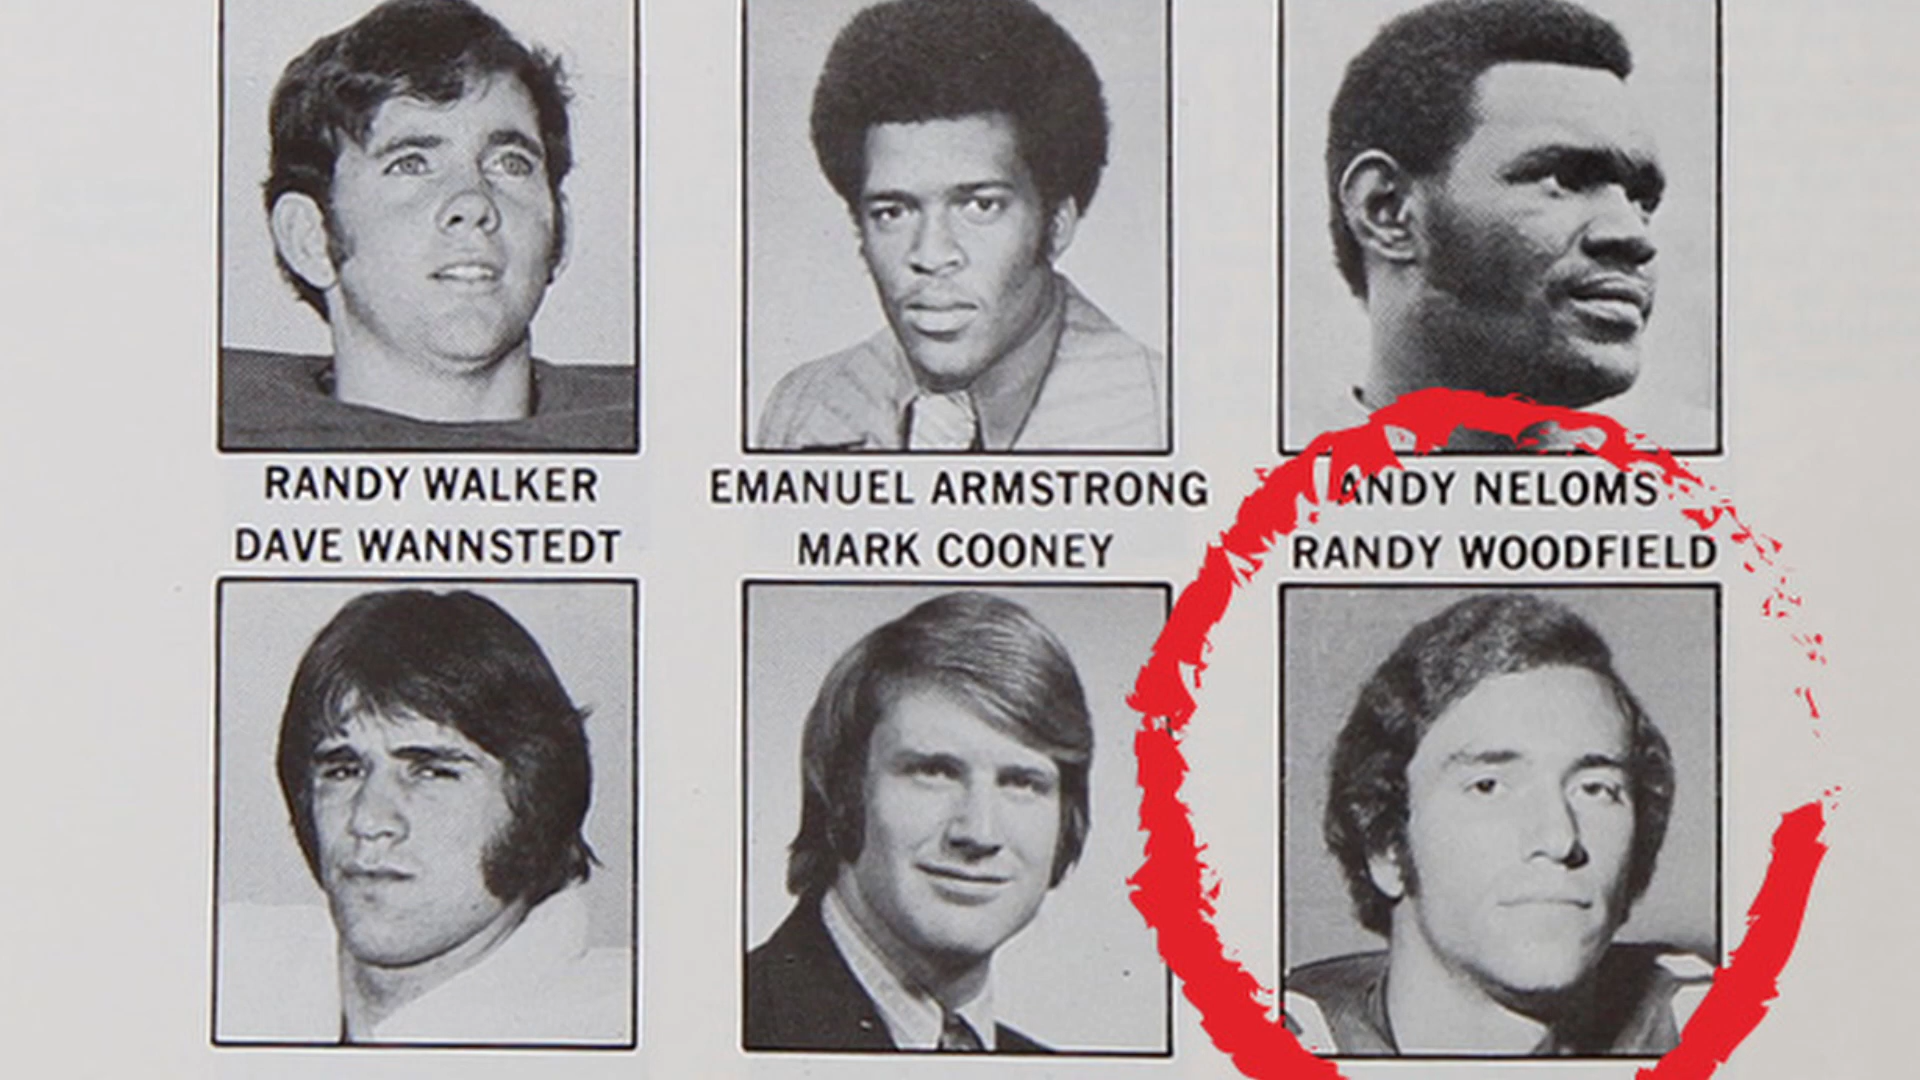 RANDY WALKER
EMANUEL ARMSTRONG
ANDY NELOMS
DAVE WANNSTEDT
MARK COONEY
RANDY WOODFIELD